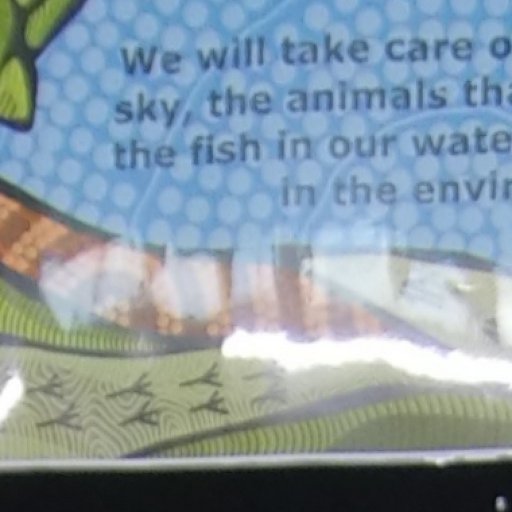 We will take care o
sky, the animals tha
the fish in our wate
in the envir